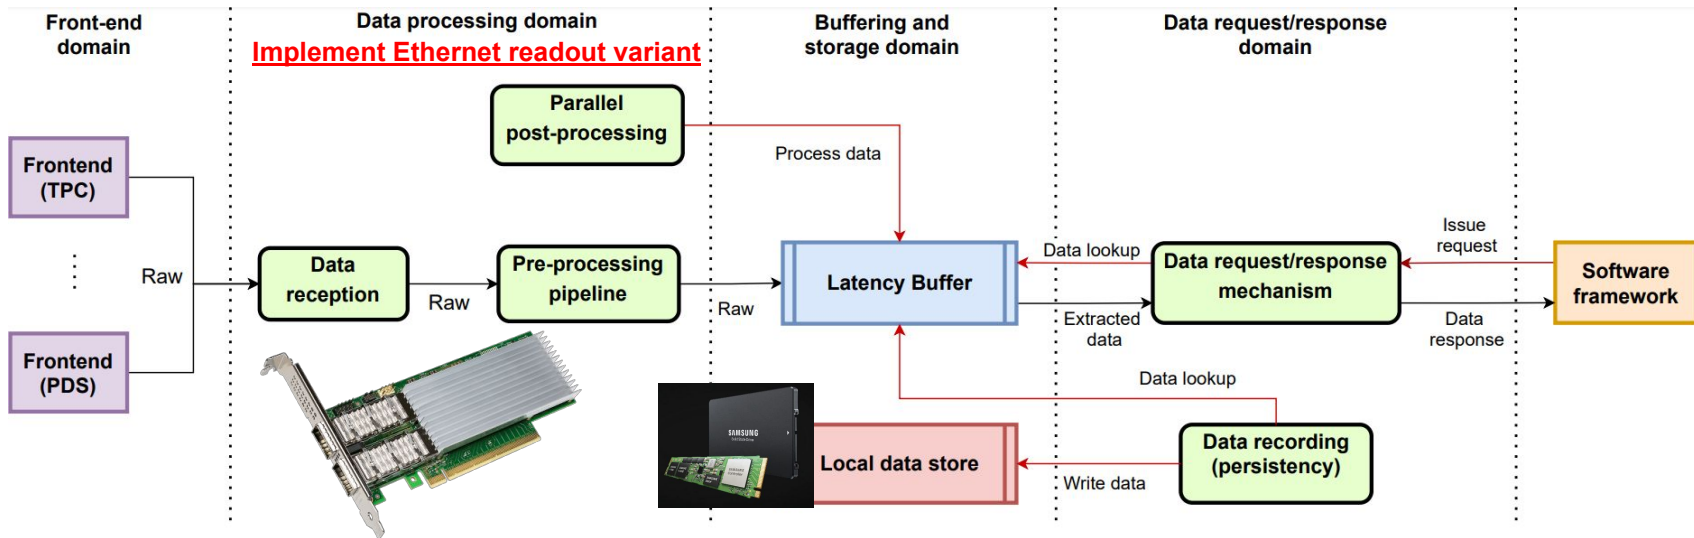 Front-end
domain
Data processing domain
Implement Ethernet readout variant
Buffering and
storage domain
Data request/response
domain
Parallel
post-processing
Process data
Frontend
(TPC)
Raw
Data
reception
Raw
Pre-processing
pipeline
Raw
Latency Buffer
Data lookup
Extracted
data
Data request/response
mechanism
Issue
request
Data
response
Software
framework
Frontend
(PDS)
Data lookup
SAMSUNG
Local data store
Write data
Data recording
(persistency)